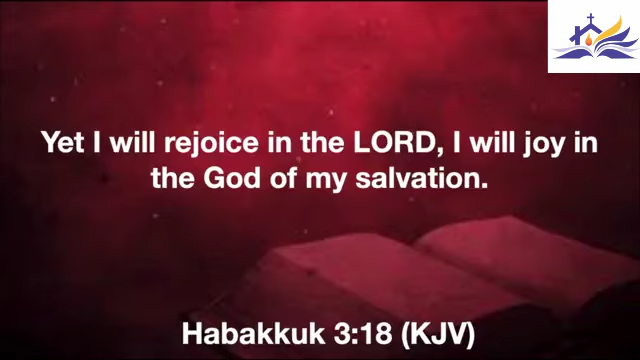 Yet I will rejoice in the LORD, I will joy in
the God of my salvation.
Habakkuk 3:18 (KJV)